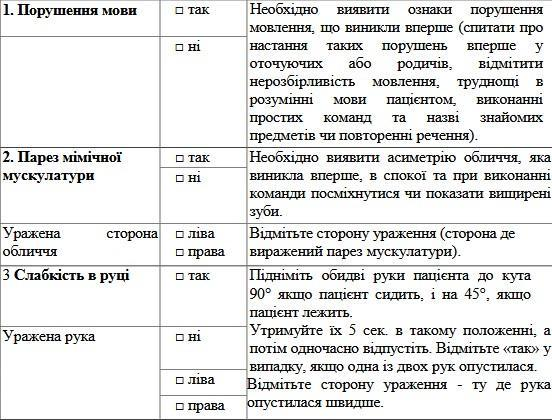 1. Порушення мови
□ так
□ ні
Необхідно виявити ознаки порушення
мовлення, що виникли вперше (спитати про
настання таких порушень вперше у
оточуючих або родичів, відмітити
нерозбірливість мовлення, труднощі в
розумінні мови пацієнтом, виконанні
простих команд та назві знайомих
предметів чи повторенні речення).
2. Парез мімічної
мускулатури
□ так
□ ні
Необхідно виявити асиметрію обличчя, яка
виникла вперше, в спокої та при виконанні
команди посміхнутися чи показати вищирені
зуби.
Уражена сторона
обличчя
□ ліва
□ права
Відмітьте сторону ураження (сторона де
виражений парез мускулатури).
3 Слабкість в руці
□ так
Підніміть обидві руки пацієнта до кута
90° якщо пацієнт сидить, і на 45°, якщо
пацієнт лежить.
Уражена рука
□ ні
□ ліва
□ права
Утримуйте їх 5 сек. в такому положенні, а
потім одночасно відпустіть. Відмітьте «так» у
випадку, якщо одна із двох рук опустилася.
Відмітьте сторону ураження - ту де рука
опустилася швидше.